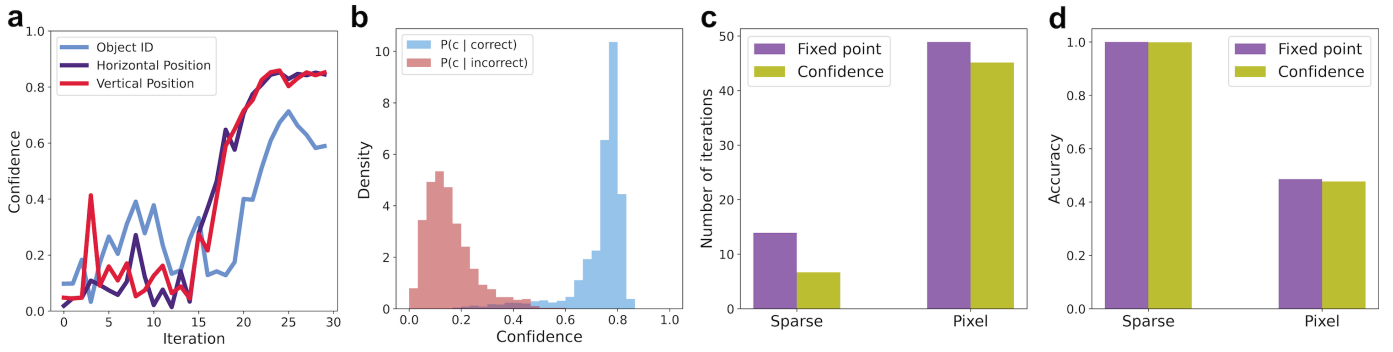 a
Confidence
1.0
0.8
0.6
0.4
0.2
0.0
Object ID
Horizontal Position
Vertical Position
0 5 10 15 20 25 30
Iteration
b
Density
10
8
6
4
2
0
P(c | correct)
P(c | incorrect)
0.0 0.2 0.4 0.6 0.8 1.0
Confidence
c
Number of iterations
50
40
30
20
10
0
Fixed point
Confidence
Sparse Pixel
d
Accuracy
1.0
0.8
0.6
0.4
0.2
0.0
Fixed point
Confidence
Sparse Pixel